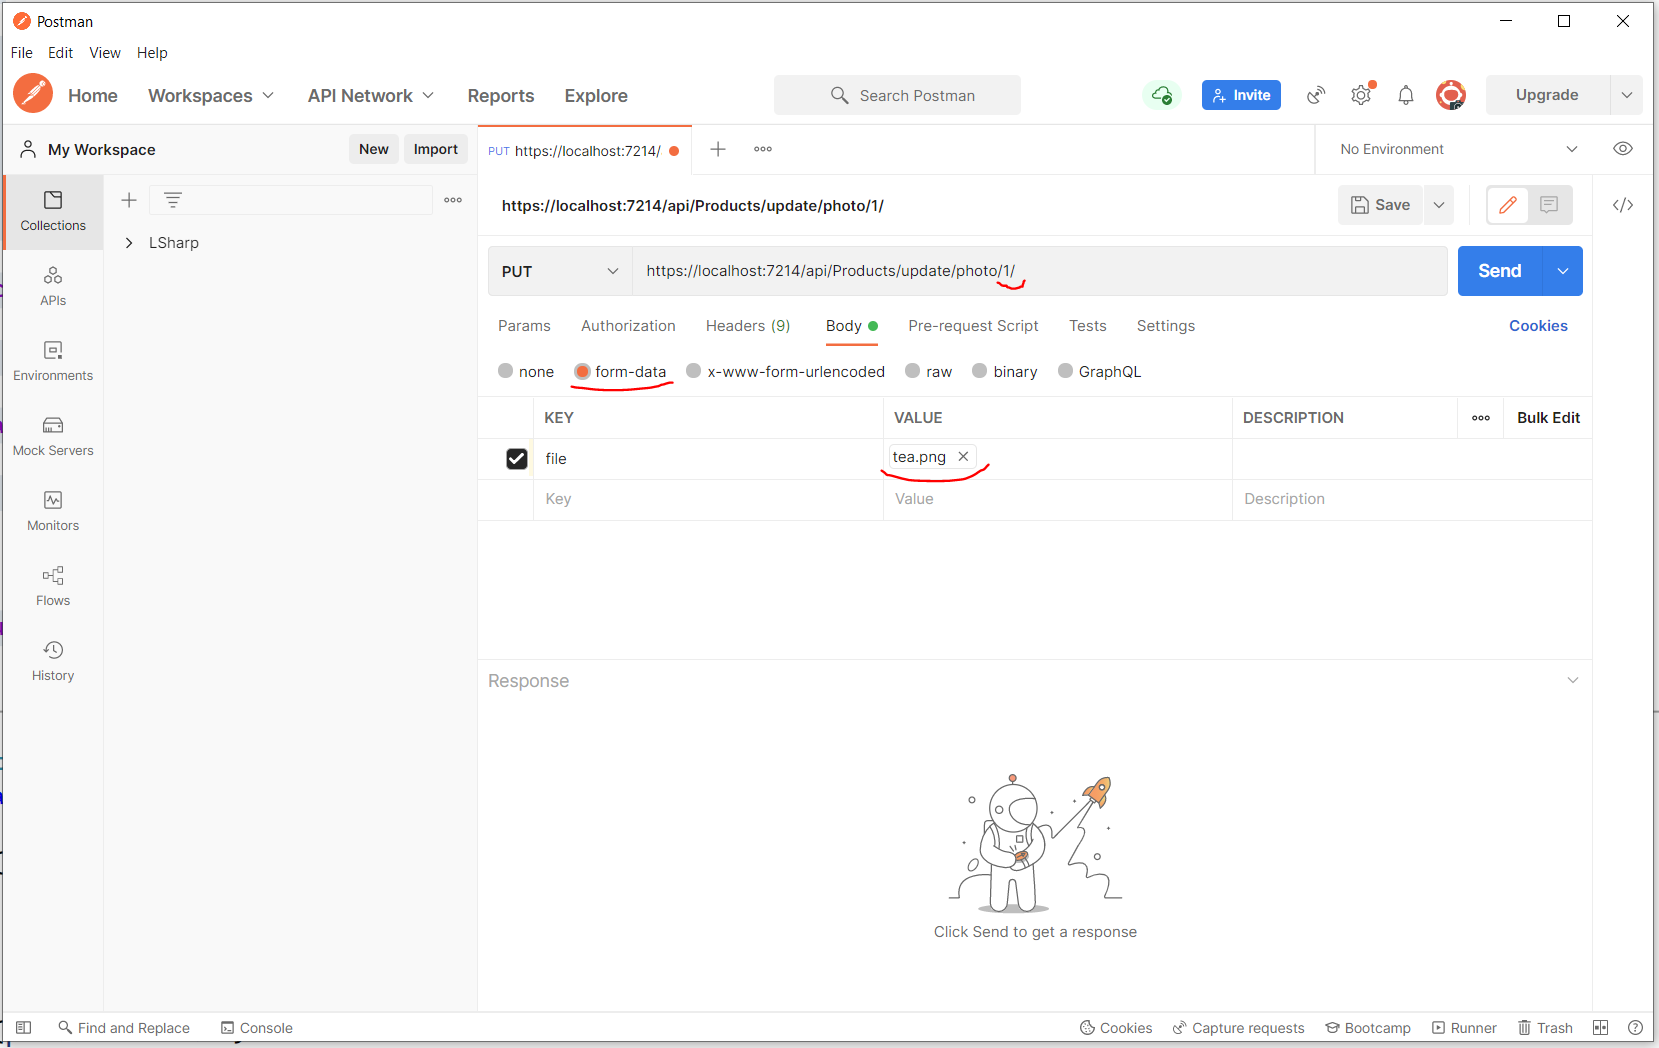 Postman
File Edit View Help
Home Workspaces API Network Reports Explore Search Postman Invite Upgrade
My Workspace New Import PUT https://localhost:7214/ No Environment
https://localhost:7214/api/Products/update/photo/1/ Save
Collections
LSharp
PUT https://localhost:7214/api/Products/update/photo/1/ Send
APIs
Params Authorization Headers (9) Body Pre-request Script Tests Settings Cookies
none form-data x-www-form-urlencoded raw binary GraphQL
Environments
KEY VALUE DESCRIPTION Bulk Edit
Mock Servers
file tea.png
Key Value Description
Monitors
Flows
History
Response
Click Send to get a response
Find and Replace Console Cookies Capture requests Bootcamp Runner Trash